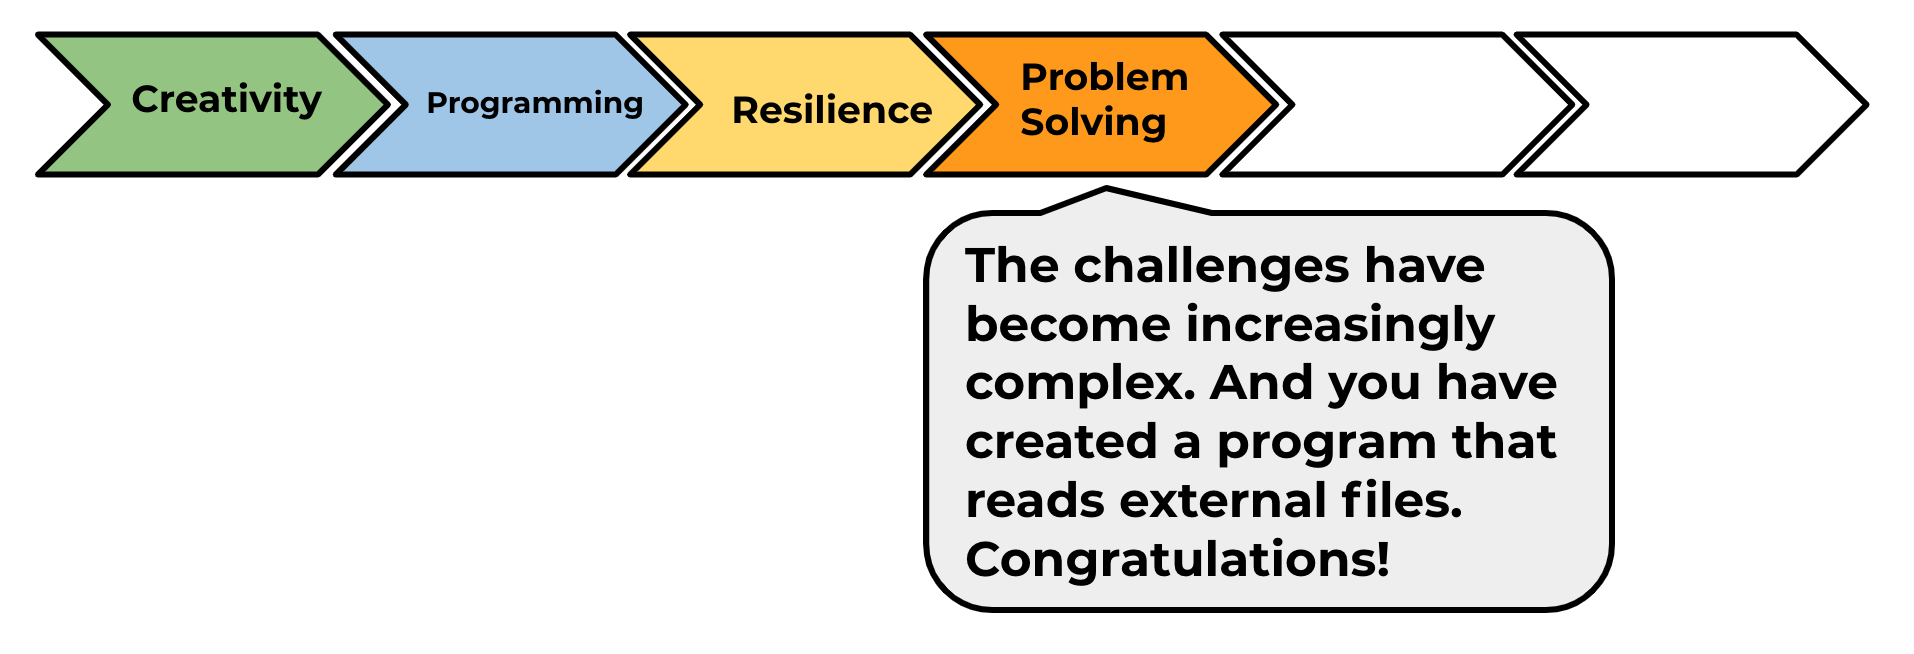 Creativity
Programming
Resilience
Problem
Solving
The challenges have
become increasingly
complex. And you have
created a program that
reads external files.
Congratulations!